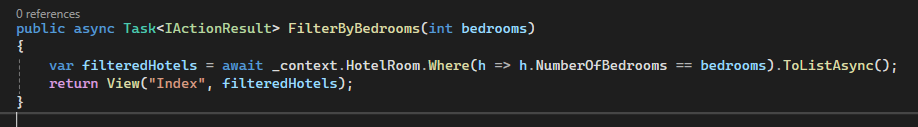 0 references
public async Task<IActionResult> FilterByBedrooms(int bedrooms)
{
var filteredHotels = await _context.HotelRoom.Where(h => h.NumberOfBedrooms == bedrooms).ToListAsync();
return View("Index", filteredHotels);
}